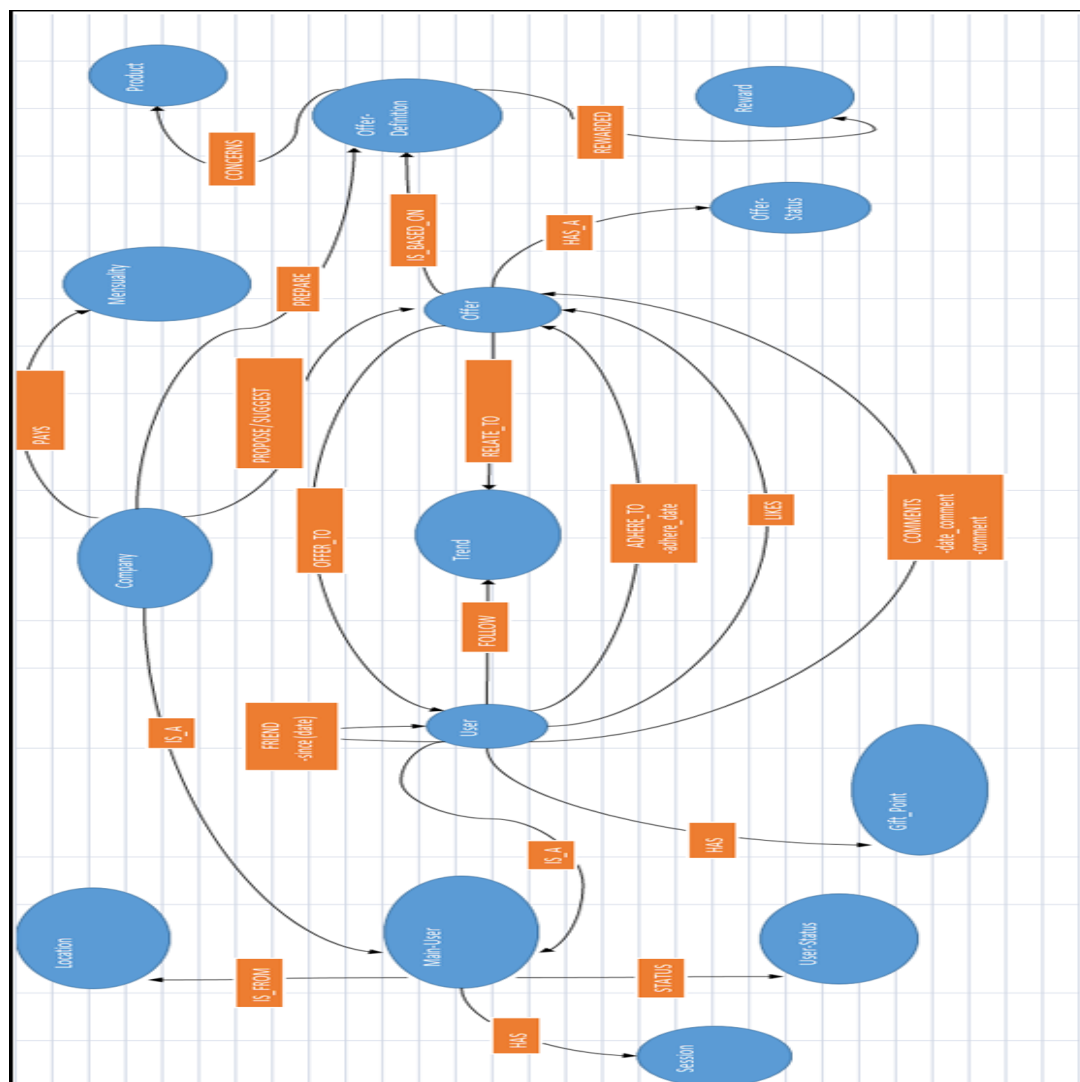 Location
PAYS
Company
Mensuality
Product
IS_A
CONCERNS
IS_FROM
FRIEND
-since(date)
PROPOSE/SUGGEST
PREPARE
OFFER_TO
Offer-
Definition
IS_BASED_ON
Main-User
User
Trend
Offer
FOLLOW
RELATE_TO
HAS
IS_A
HAS_A
REWARDED
ADHERE_TO
-adhere_date
STATUS
Session
HAS
Reward
LIKES
Offer-
Status
User-Status
Gift_Point
COMMENTS
-date_comment
-comment